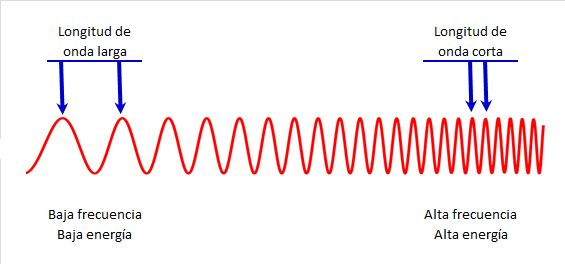 Longitud de
onda larga
Longitud de
onda corta
Baja frecuencia
Baja energía
Alta frecuencia
Alta energía